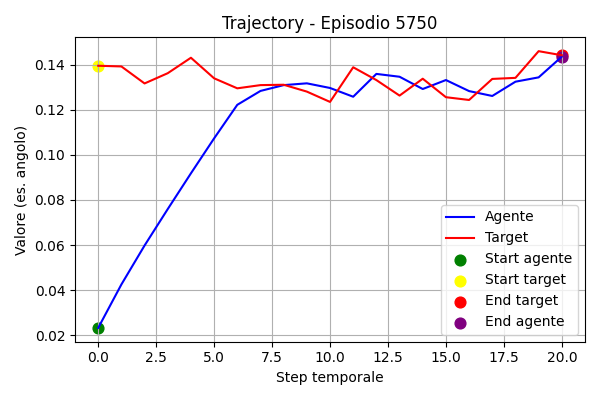 Trajectory - Episodio 5750
Valore (es. angolo)
0.14
0.12
0.10
0.08
0.06
0.04
0.02
Agente
Target
Start agente
Start target
End target
End agente
0.0 2.5 5.0 7.5 10.0 12.5 15.0 17.5 20.0
Step temporale